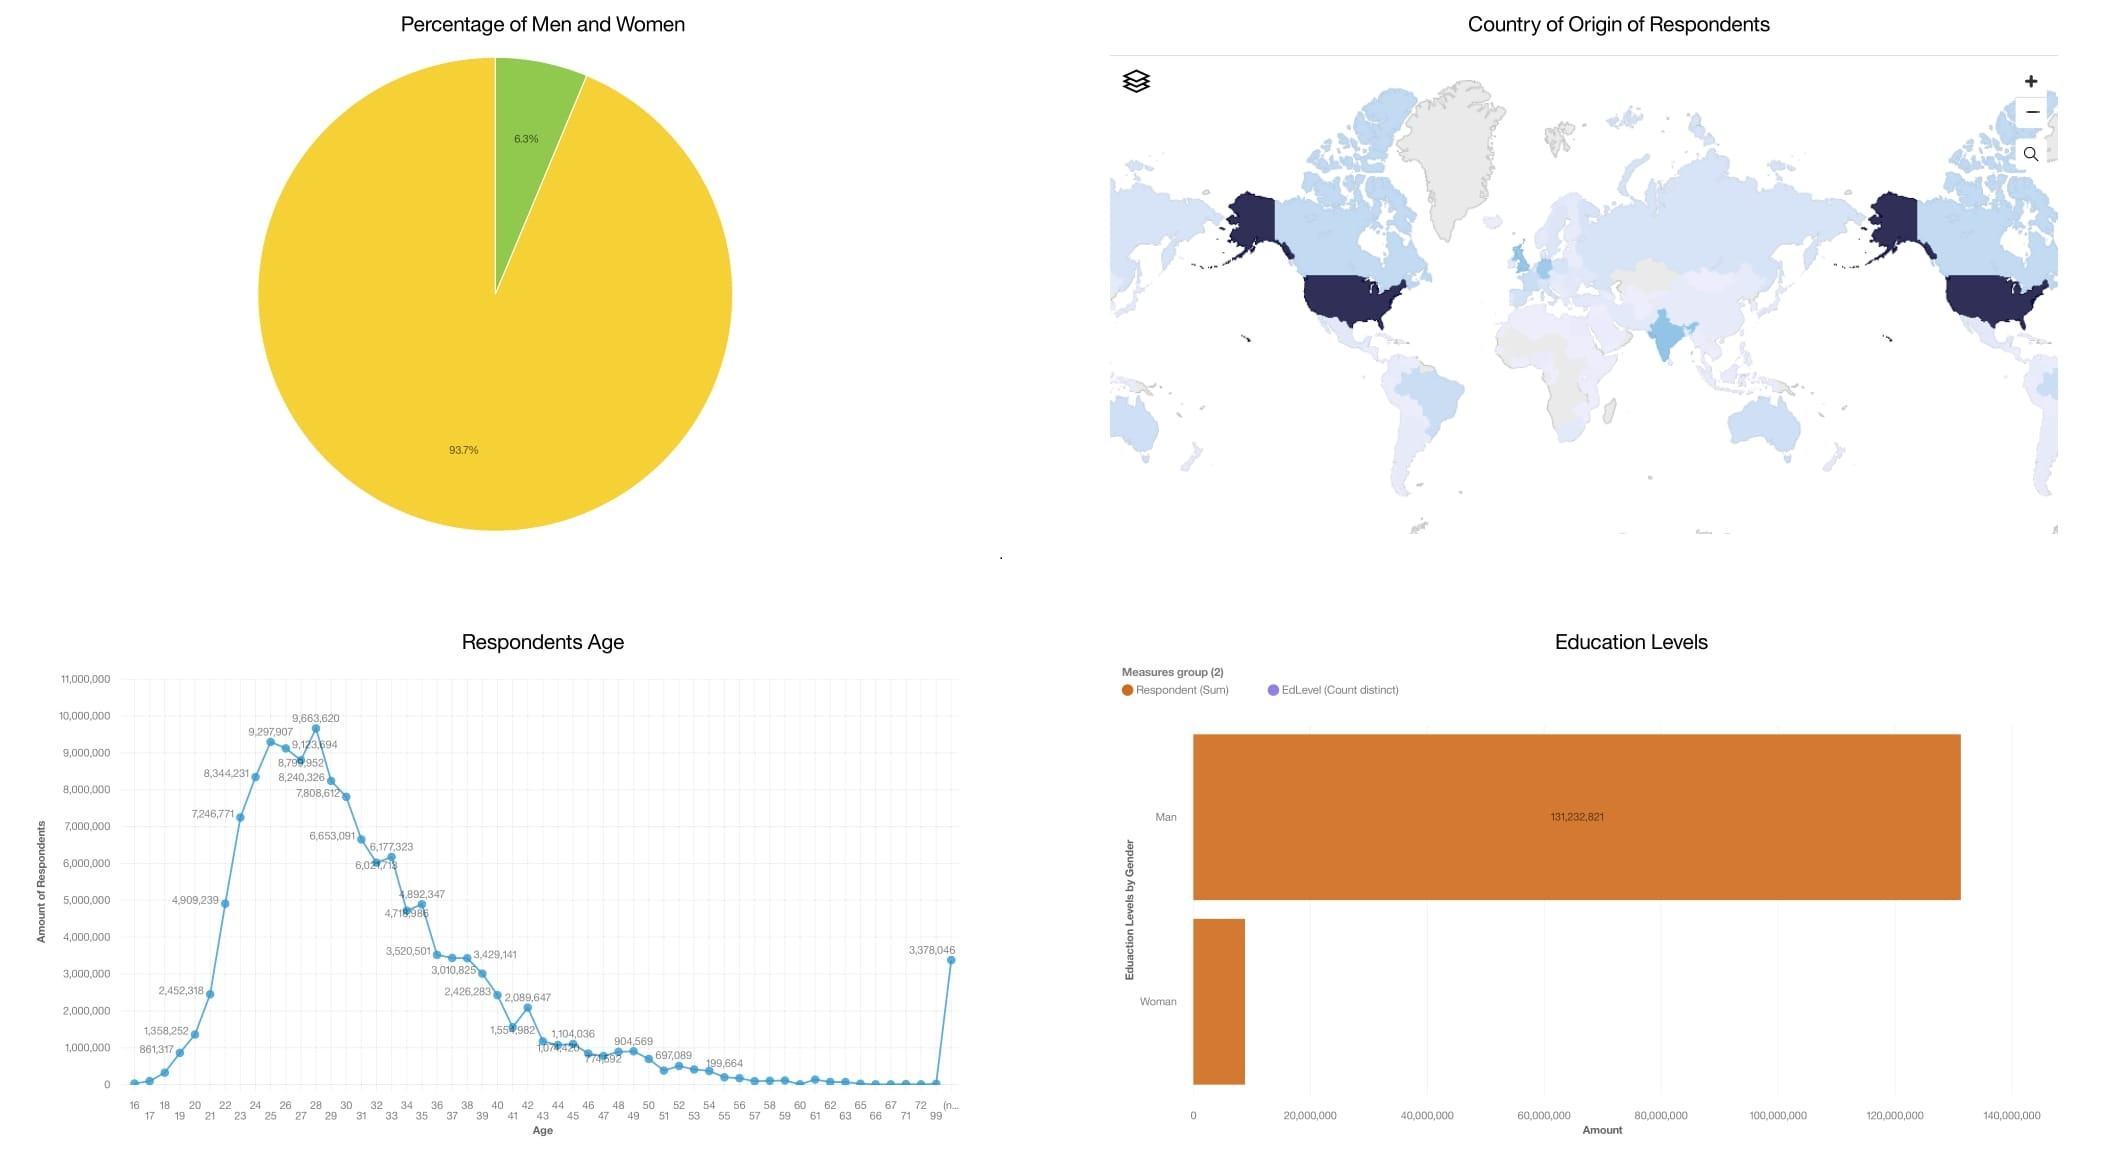 Percentage of Men and Women
6.3%
93.7%
Country of Origin of Respondents
Respondents Age
Amount of Respondents
11,000,000
10,000,000
9,000,000
8,000,000
7,000,000
6,000,000
5,000,000
4,000,000
3,000,000
2,000,000
1,000,000
0
861,317
1,358,252
2,452,318
4,909,239
7,246,771
8,344,231
9,297,907
9,123,694
9,663,620
8,240,326
7,808,612
6,653,091
6,177,323
4,892,347
3,520,501
3,429,141
3,010,825
2,426,283
2,089,647
1,104,036
904,569
697,089
199,664
3,378,046
16 18 20 22 24 26 28 30 32 34 36 38 40 42 44 46 48 50 52 54 56 58 60 62 65 67 72 (n...
17 19 21 23 25 27 29 31 33 35 37 39 41 43 45 47 49 51 53 55 57 59 61 63 66 71 99
Age
Education Levels
Measures group (2)
Respondent (Sum) EdLevel (Count distinct)
Eduaction Levels by Gender
Man
131,232,821
Woman
0 20,000,000 40,000,000 60,000,000 80,000,000 100,000,000 120,000,000 140,000,000
Amount